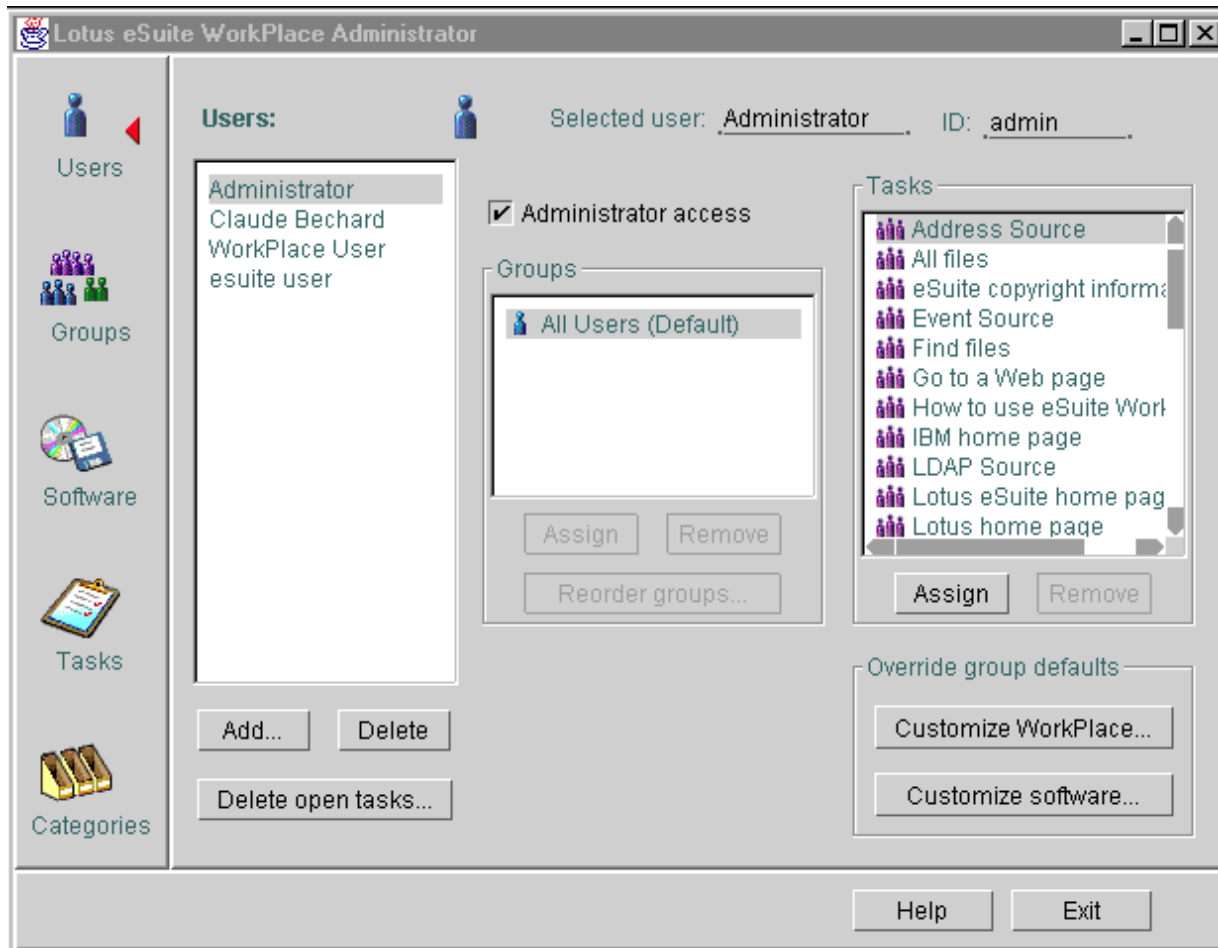 Lotus eSuite WorkPlace Administrator
Users
Groups
Software
Tasks
Categories
Users:
Administrator
Claude Bechard
WorkPlace User
esuite user
Add...
Delete
Delete open tasks...
Selected user: Administrator
ID: admin
Administrator access
Groups
All Users (Default)
Assign
Remove
Reorder groups...
Tasks
Address Source
All files
eSuite copyright informa
Event Source
Find files
Go to a Web page
How to use eSuite Work
IBM home page
LDAP Source
Lotus eSuite home pag
Lotus home page
Assign
Remove
Override group defaults
Customize WorkPlace...
Customize software...
Help
Exit